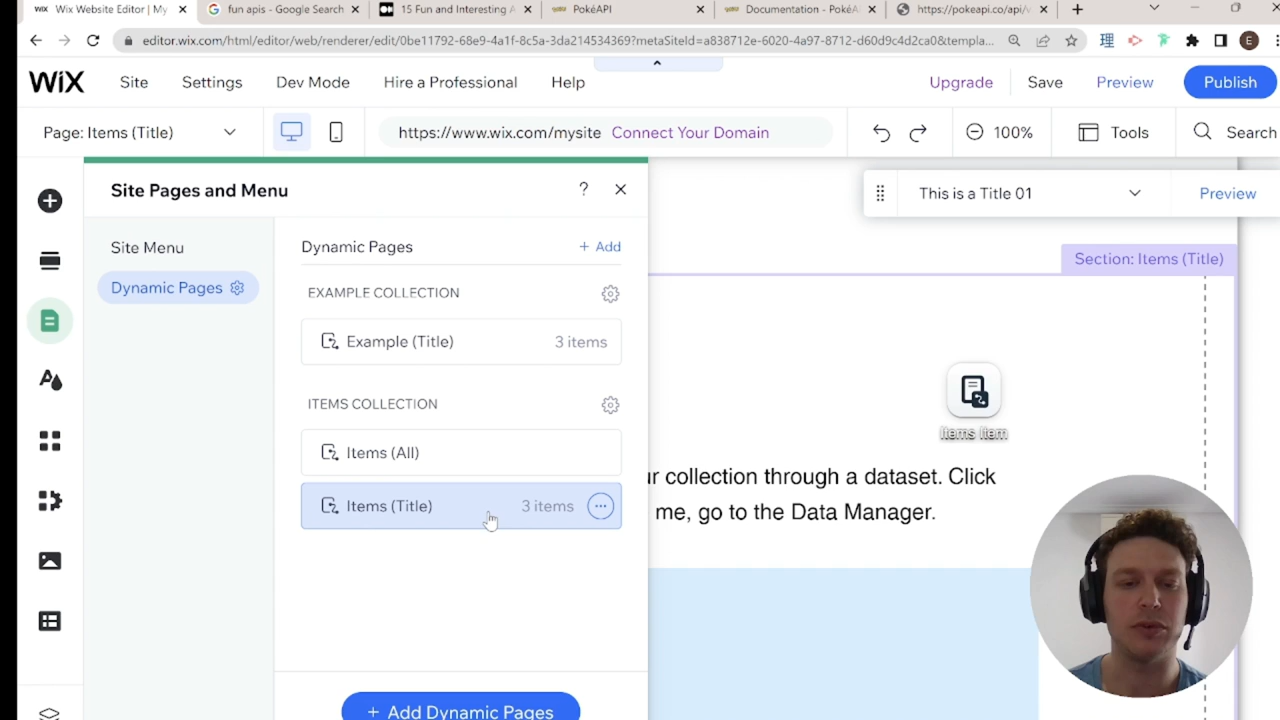 Wix Website Editor | My
fun apis - Google Search
15 Fun and Interesting A
PokéAPI
Documentation - PokéA
https://pokeapi.co/api/v
editor.wix.com/html/editor/web/renderer/edit/0be11792-68e9-4a1f-8c5a-3da214534369?metaSiteId=a838712e-6020-4a97-8712-d60d9c4d2ca0&templa...
WiX
Site
Settings
Dev Mode
Hire a Professional
Help
Upgrade
Save
Preview
Publish
Page: Items (Title)
https://www.wix.com/mysite Connect Your Domain
100%
Tools
Search
Site Pages and Menu
?
This is a Title 01
Preview
Site Menu
Dynamic Pages
Dynamic Pages
+ Add
Section: Items (Title)
EXAMPLE COLLECTION
Example (Title) 3 items
ITEMS COLLECTION
Items (All)
Items (Title) 3 items
+ Add Dynamic Pages
Items Item
ur collection through a dataset. Click
me, go to the Data Manager.